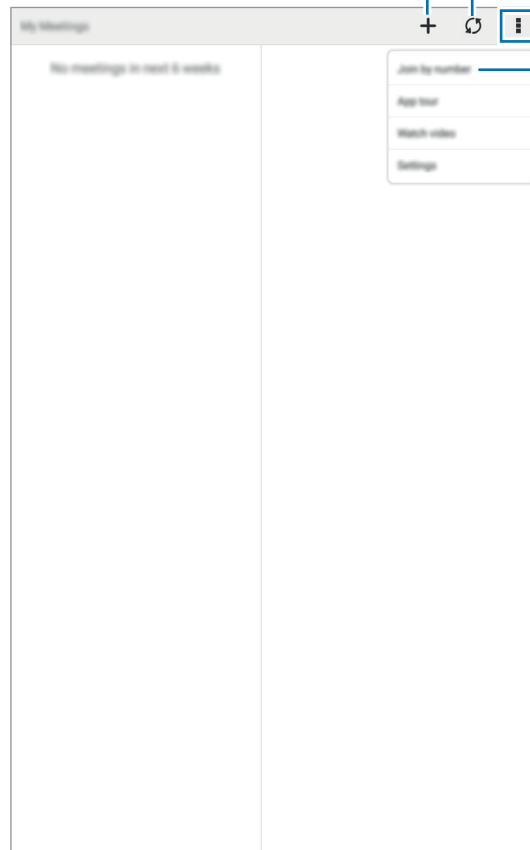 My Meetings
No meetings in next 6 weeks
Join by number
App tour
Watch video
Settings